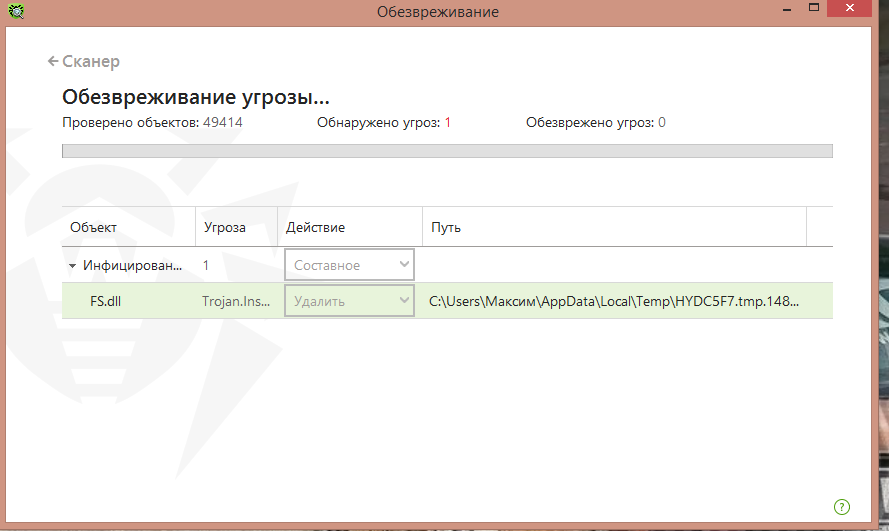 Обезвреживание
Сканер
Обезвреживание угрозы...
Проверено объектов: 49414 Обнаружено угроз: 1 Обезврежено угроз: 0
Объект Угроза Действие Путь
Инфицирован... 1 Составное
FS.dll Trojan.Ins... Удалить C:\Users\Максим\AppData\Local\Temp\HYDC5F7.tmp.148...
?